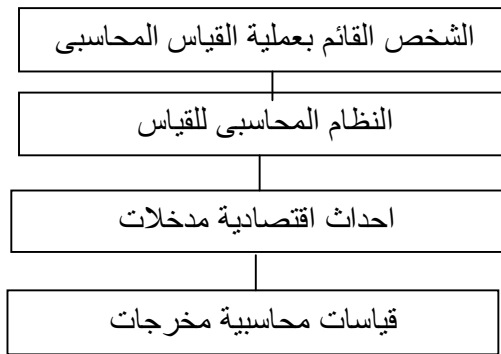 الشخص القائم بعملية القياس المحاسبى
النظام المحاسبى للقياس
احداث اقتصادية مدخلات
قياسات محاسبية مخرجات